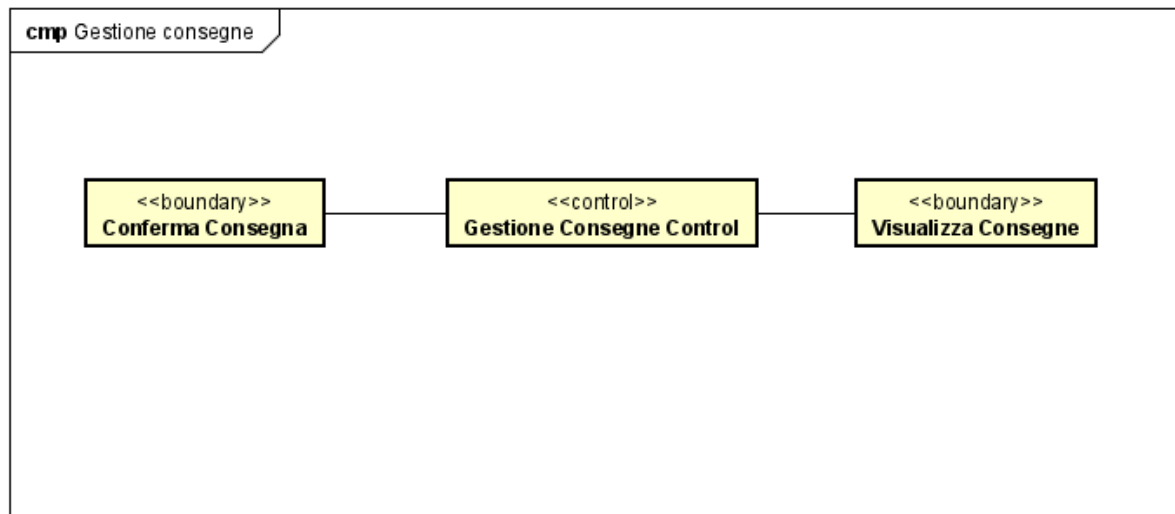 cmp Gestione consegne
<<boundary>>
Conferma Consegna
<<control>>
Gestione Consegne Control
<<boundary>>
Visualizza Consegne